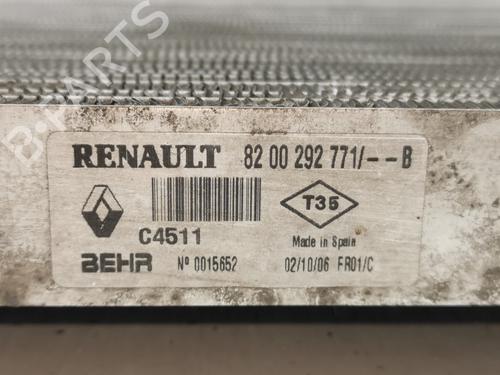 B-PARTS
RENAULT 82 00 292 771/--B
T35
C4511
Made in Spain
BEHR Nº 0015652 02/10/06 FR01/C